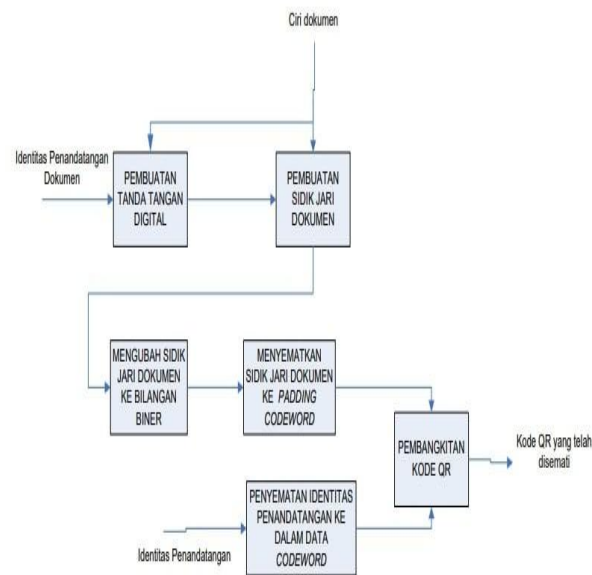 Ciri dokumen
Identitas Penandatangan
Dokumen
PEMBUATAN
TANDA TANGAN
DIGITAL
PEMBUATAN
SIDIK JARI
DOKUMEN
MENGUBAH SIDIK
JARI DOKUMEN
KE BILANGAN
BINER
MENYEMATKAN
SIDIK JARI DOKUMEN
KE PADDING
CODEWORD
PEMBANGKITAN
KODE QR
Kode QR yang telah
disemati
PENYEMATAN IDENTITAS
PENANDATANGAN KE
DALAM DATA
CODEWORD
Identitas Penandatangan